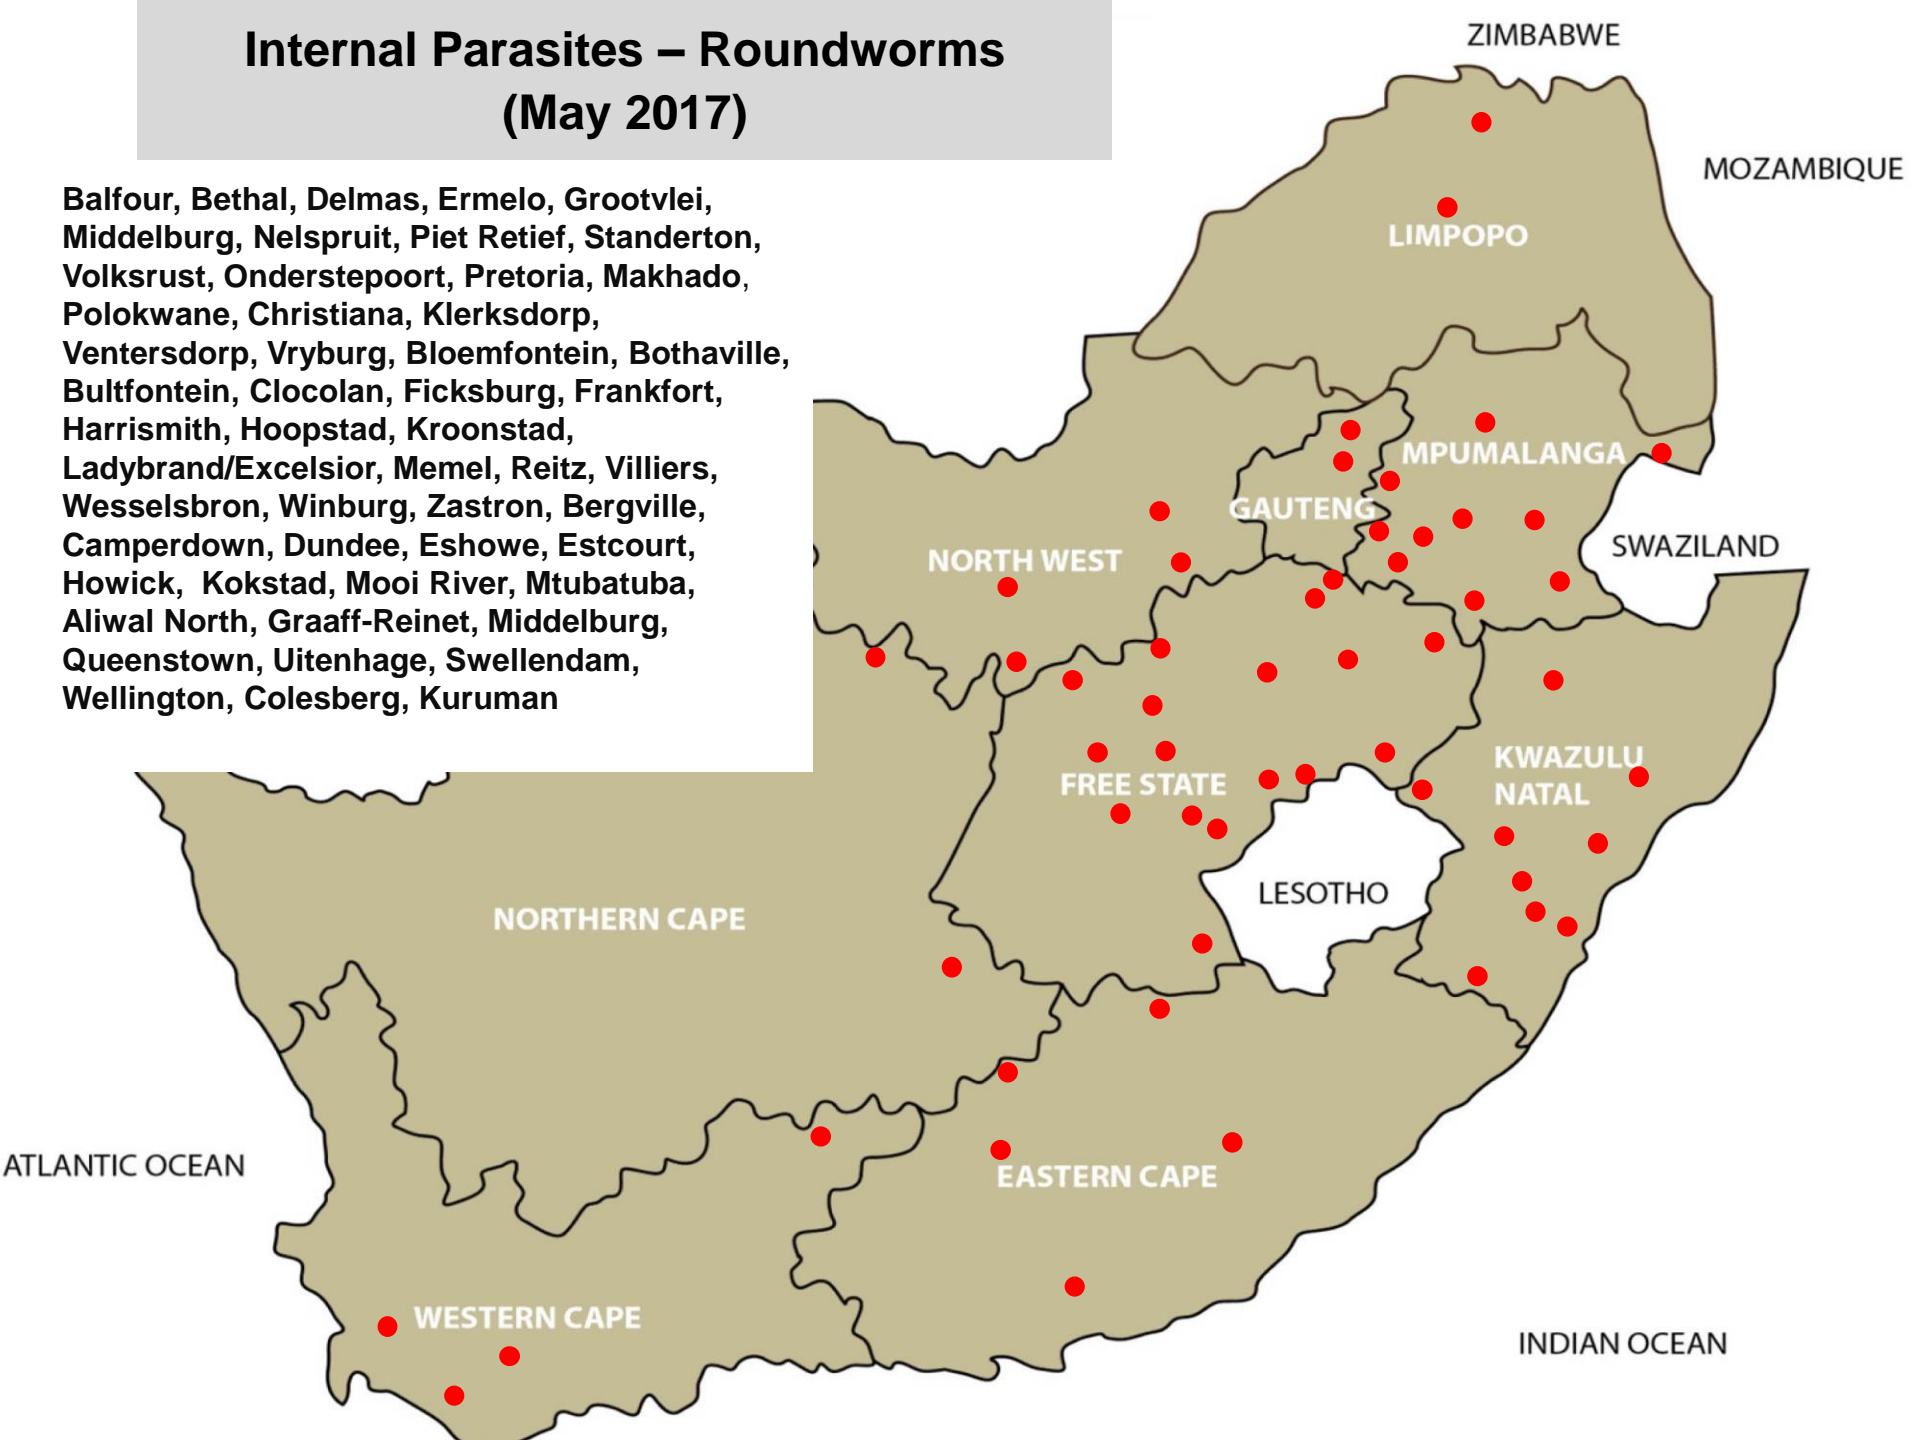 Internal Parasites – Roundworms
(May 2017)
Balfour, Bethal, Delmas, Ermelo, Grootvlei,
Middelburg, Nelspruit, Piet Retief, Standerton,
Volksrust, Onderstepoort, Pretoria, Makhado,
Polokwane, Christiana, Klerksdorp,
Ventersdorp, Vryburg, Bloemfontein, Bothaville,
Bultfontein, Clocolan, Ficksburg, Frankfort,
Harrismith, Hoopstad, Kroonstad,
Ladybrand/Excelsior, Memel, Reitz, Villiers,
Wesselsbron, Winburg, Zastron, Bergville,
Camperdown, Dundee, Eshowe, Estcourt,
Howick, Kokstad, Mooi River, Mtubatuba,
Aliwal North, Graaff-Reinet, Middelburg,
Queenstown, Uitenhage, Swellendam,
Wellington, Colesberg, Kuruman
ZIMBABWE
MOZAMBIQUE
LIMPOPO
MPUMALANGA
GAUTENG
SWAZILAND
NORTH WEST
KWAZULU
NATAL
FREE STATE
LESOTHO
NORTHERN CAPE
ATLANTIC OCEAN
EASTERN CAPE
WESTERN CAPE
INDIAN OCEAN